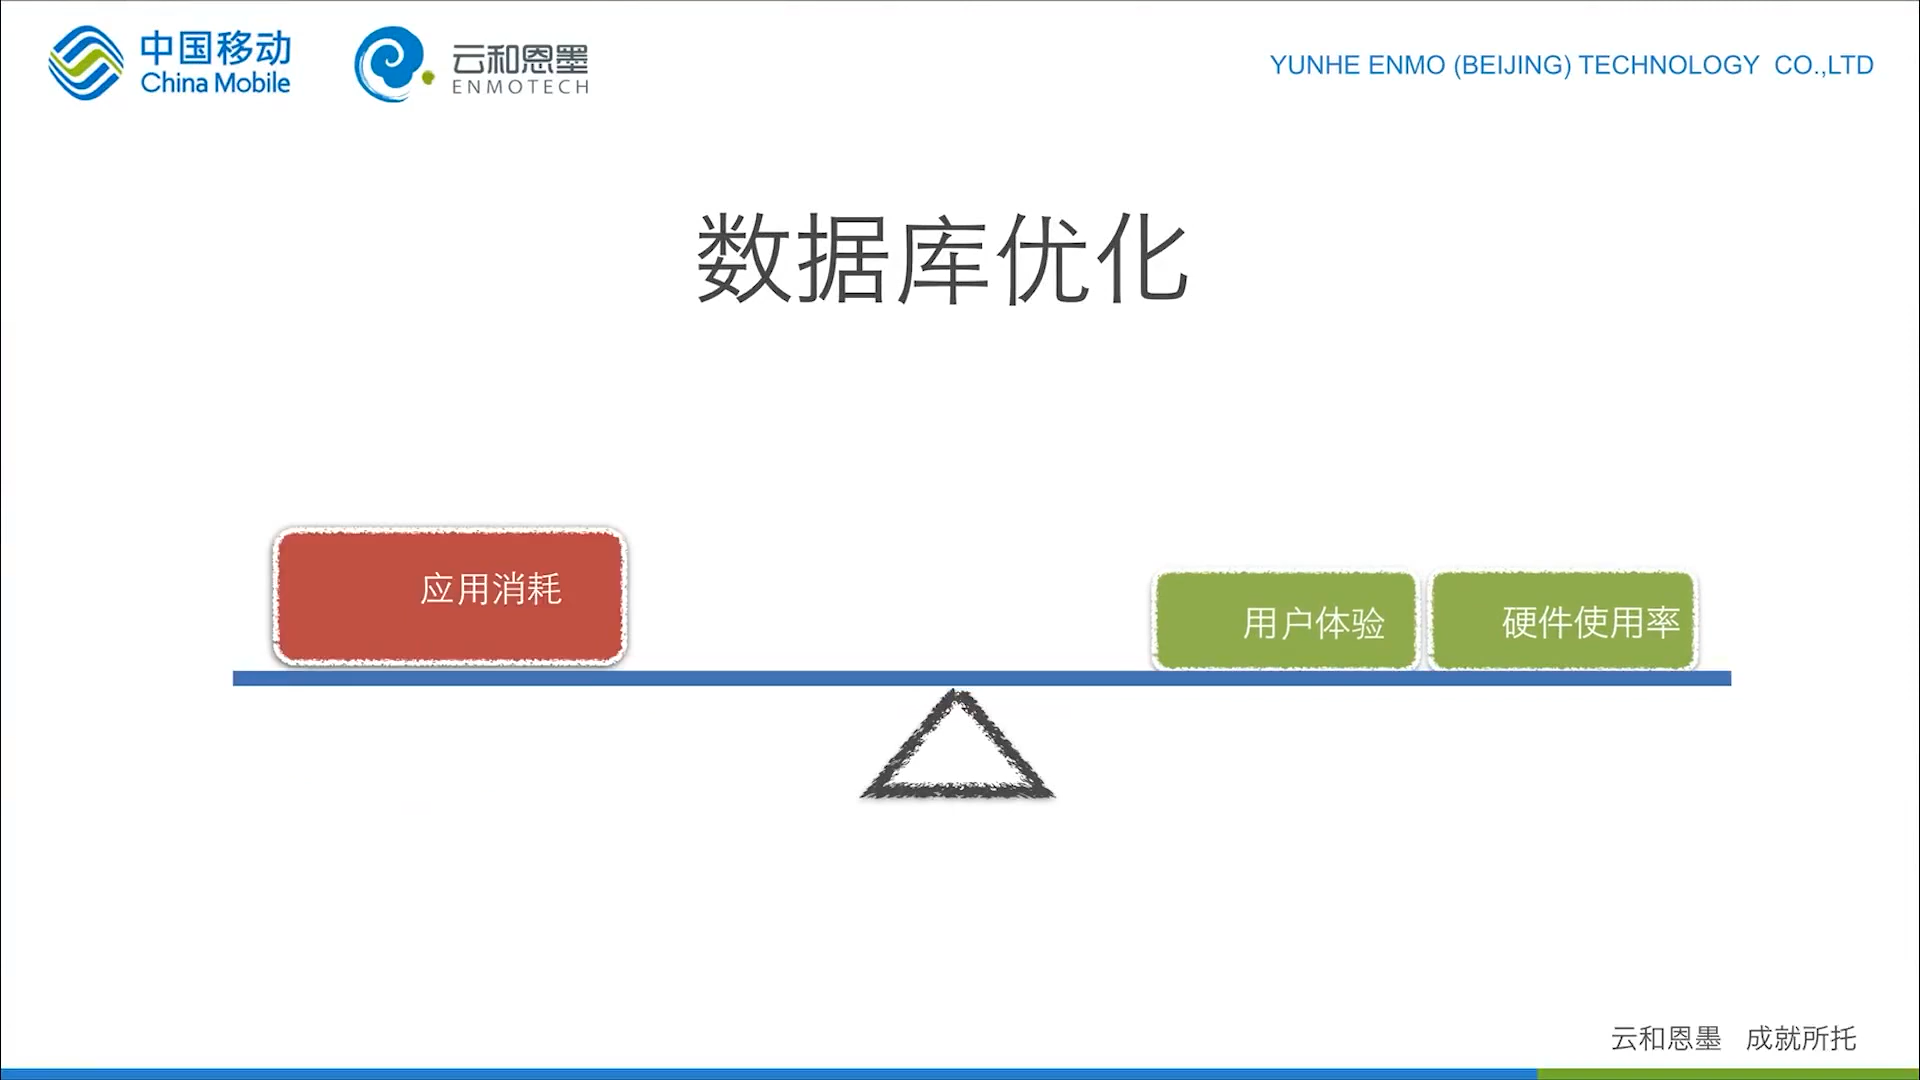 中国移动
China Mobile
云和恩墨
ENMOTECH
YUNHE ENMO (BEIJING) TECHNOLOGY CO.,LTD
数据库优化
应用消耗
用户体验
硬件使用率
云和恩墨 成就所托